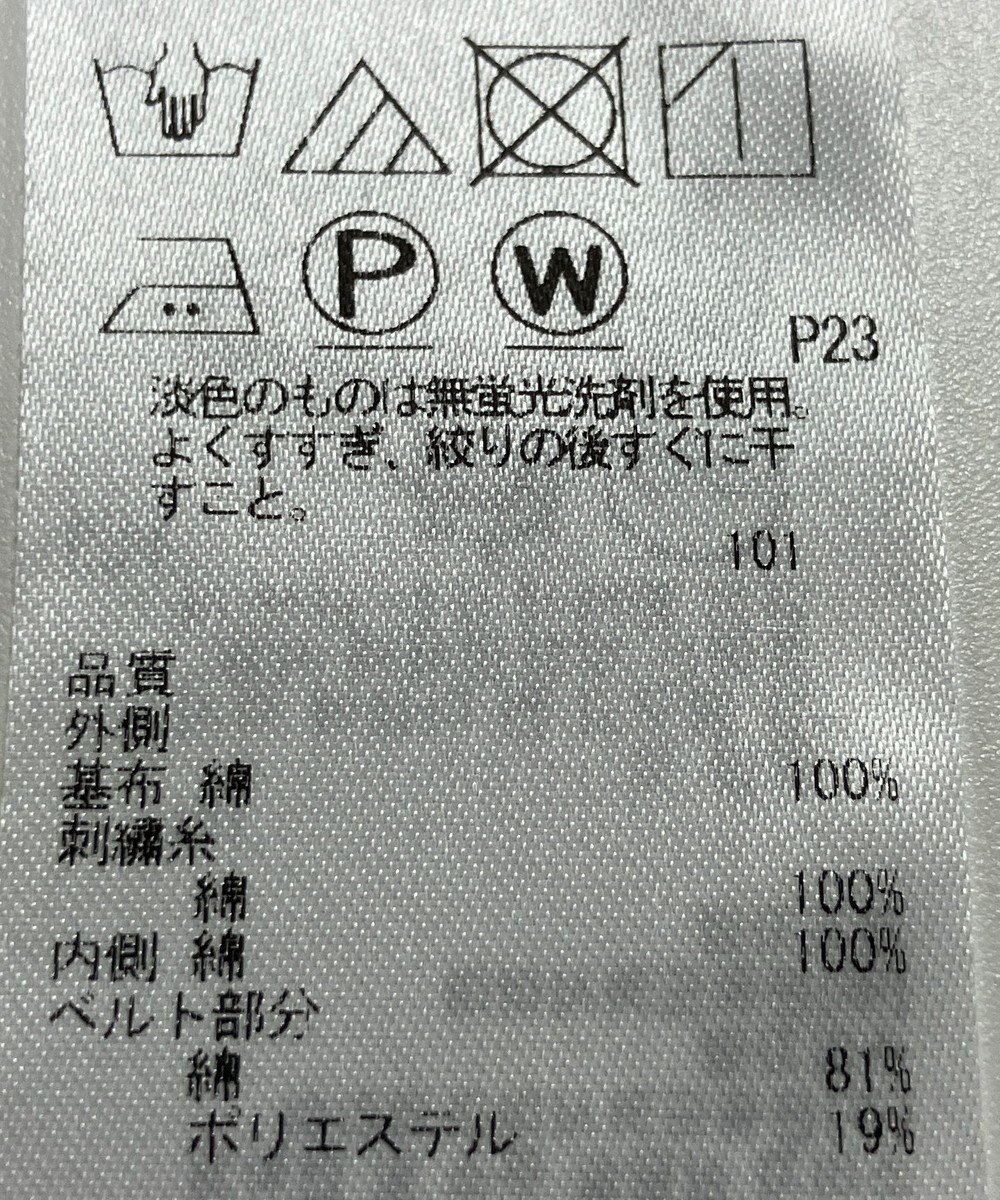 P W
P23
淡色のものは無蛍光洗剤を使用。
よくすすぎ、絞りの後すぐに干
すこと。
101
品質
外側
基布 綿 100%
刺繍糸
綿 100%
内側 綿 100%
ベルト部分
綿 81%
ポリエステル 19%